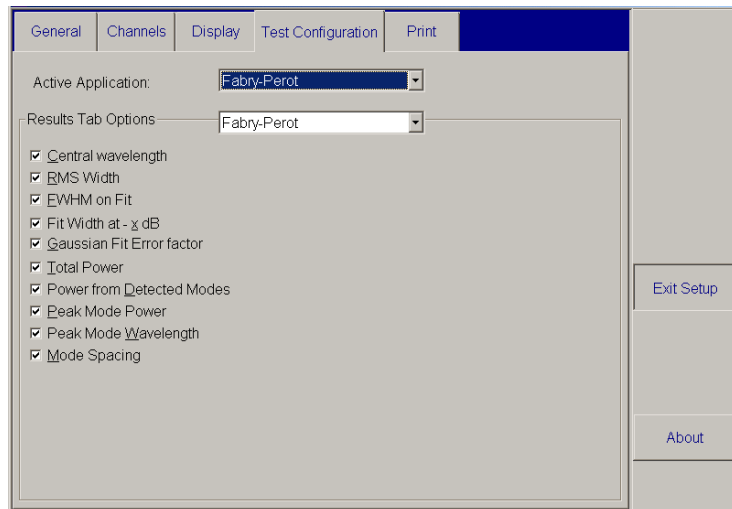 General Channels Display Test Configuration Print
Active Application: Fabry-Perot
Results Tab Options Fabry-Perot
Central wavelength
RMS Width
FWHM on Fit
Fit Width at - x dB
Gaussian Fit Error factor
Total Power
Power from Detected Modes
Peak Mode Power
Peak Mode Wavelength
Mode Spacing
Exit Setup
About